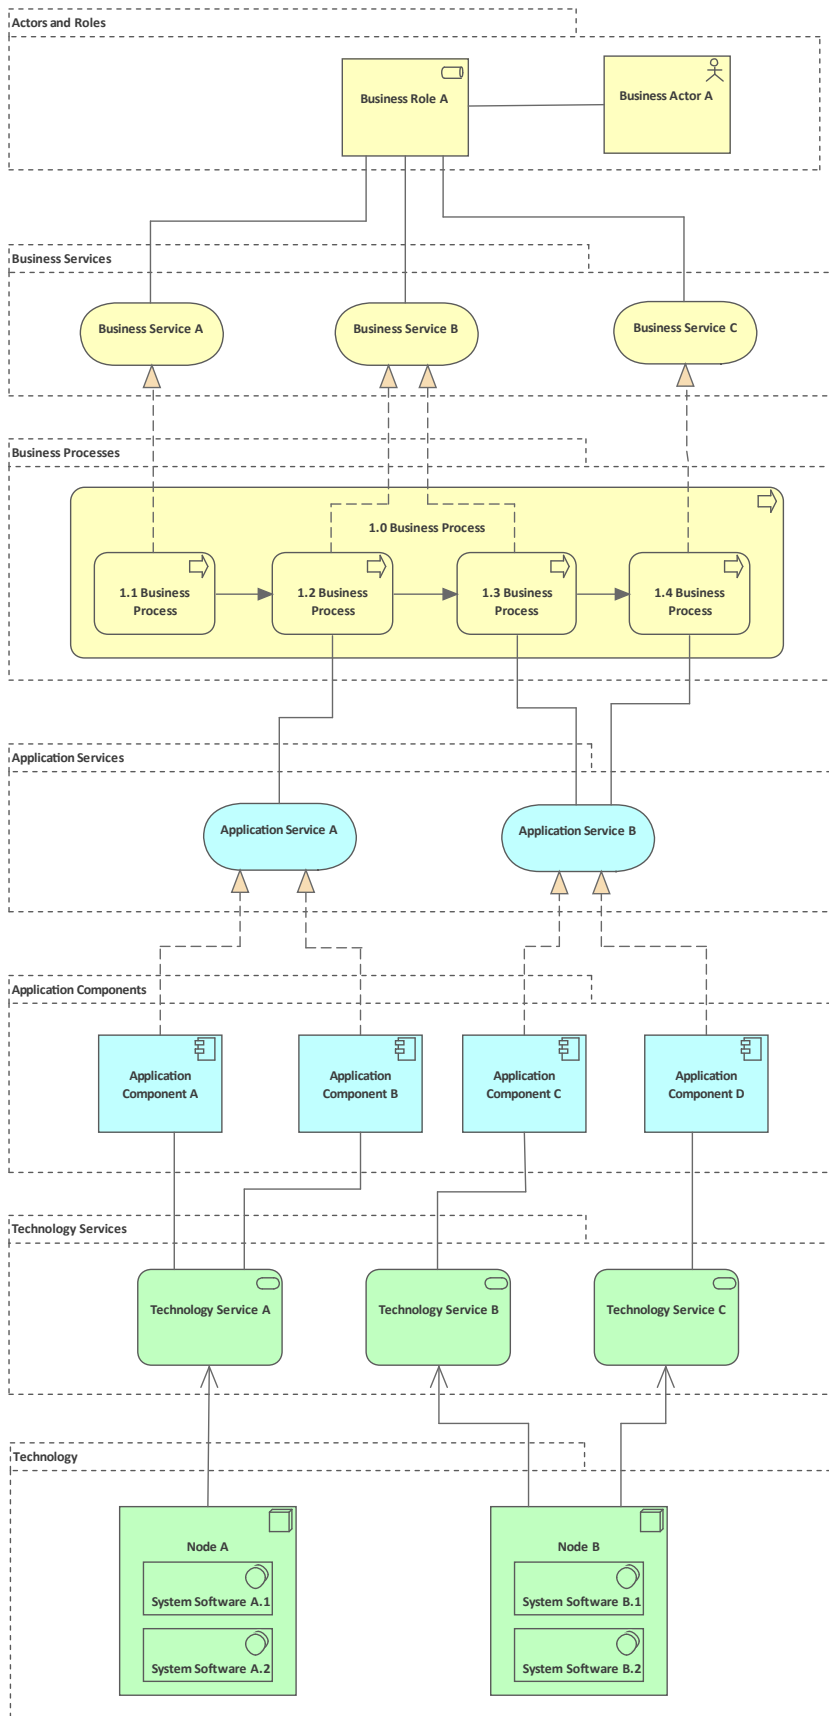 Actors and Roles
Business Role A
Business Actor A
Business Services
Business Service A
Business Service B
Business Service C
Business Processes
1.0 Business Process
1.1 Business
Process
1.2 Business
Process
1.3 Business
Process
1.4 Business
Process
Application Services
Application Service A
Application Service B
Application Components
Application
Component A
Application
Component B
Application
Component C
Application
Component D
Technology Services
Technology Service A
Technology Service B
Technology Service C
Technology
Node A
System Software A.1
System Software A.2
Node B
System Software B.1
System Software B.2